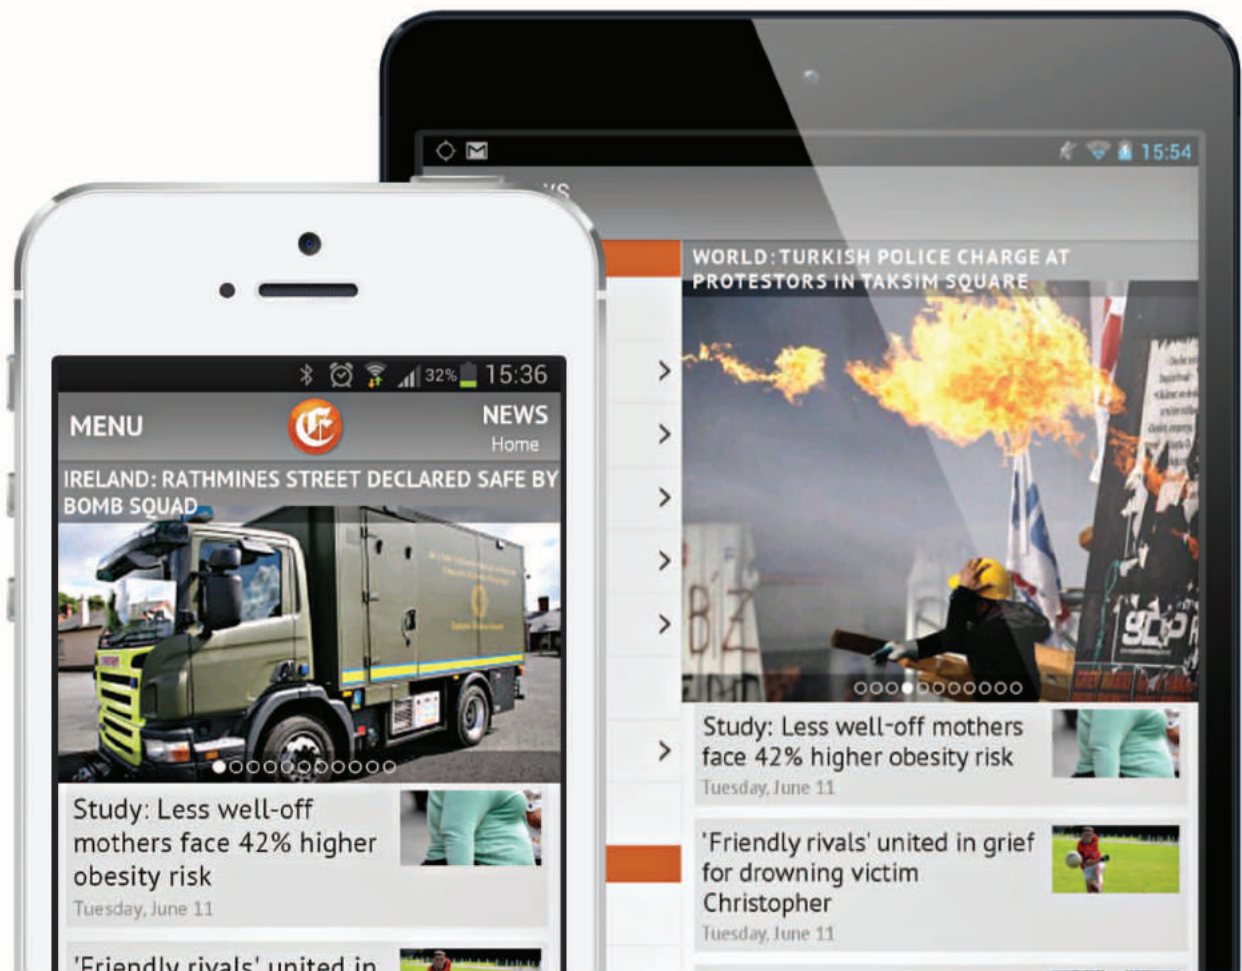 15:54
WORLD: TURKISH POLICE CHARGE AT
PROTESTORS IN TAKSIM SQUARE
Study: Less well-off mothers
face 42% higher obesity risk
Tuesday, June 11
'Friendly rivals' united in grief
for drowning victim
Christopher
Tuesday, June 11
32% 15:36
MENU
NEWS
Home
IRELAND: RATHMINES STREET DECLARED SAFE BY
BOMB SQUAD
Study: Less well-off
mothers face 42% higher
obesity risk
Tuesday, June 11
'Friendly rivals' united in